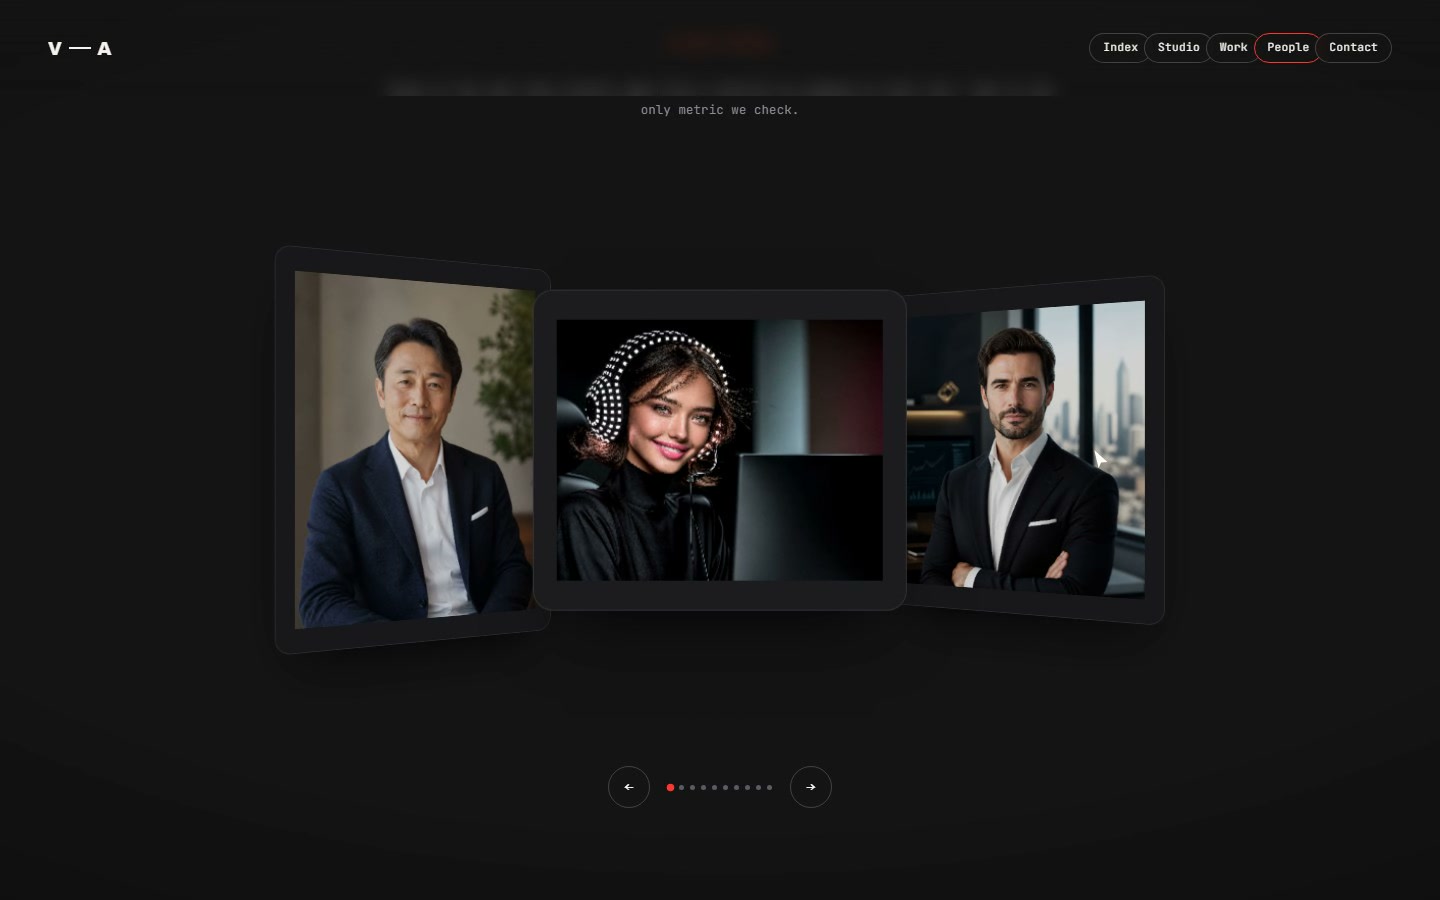 V — A
Index Studio Work People Contact
only metric we check.
← →